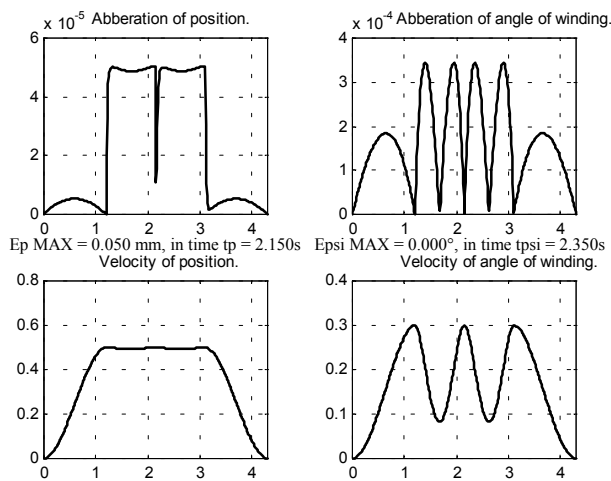 x 10-5 Abberation of position.
6
4
2
0
0 1 2 3 4
Ep MAX = 0.050 mm, in time tp = 2.150s
x 10-4 Abberation of angle of winding.
4
3
2
1
0
0 1 2 3 4
Epsi MAX = 0.000°, in time tpsi = 2.350s
Velocity of position.
0.8
0.6
0.4
0.2
0
0 1 2 3 4
Velocity of angle of winding.
0.4
0.3
0.2
0.1
0
0 1 2 3 4